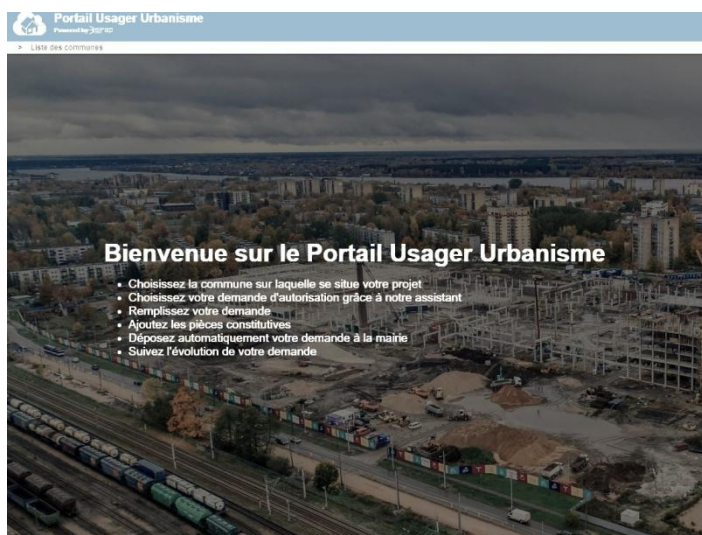 Portail Usager Urbanisme
Powered by
> Liste des communes
Bienvenue sur le Portail Usager Urbanisme
• Choisissez la commune sur laquelle se situe votre projet
• Choisissez votre demande d'autorisation grâce à notre assistant
• Remplissez votre demande
• Ajoutez les pièces constitutives
• Déposez automatiquement votre demande à la mairie
• Suivez l'évolution de votre demande